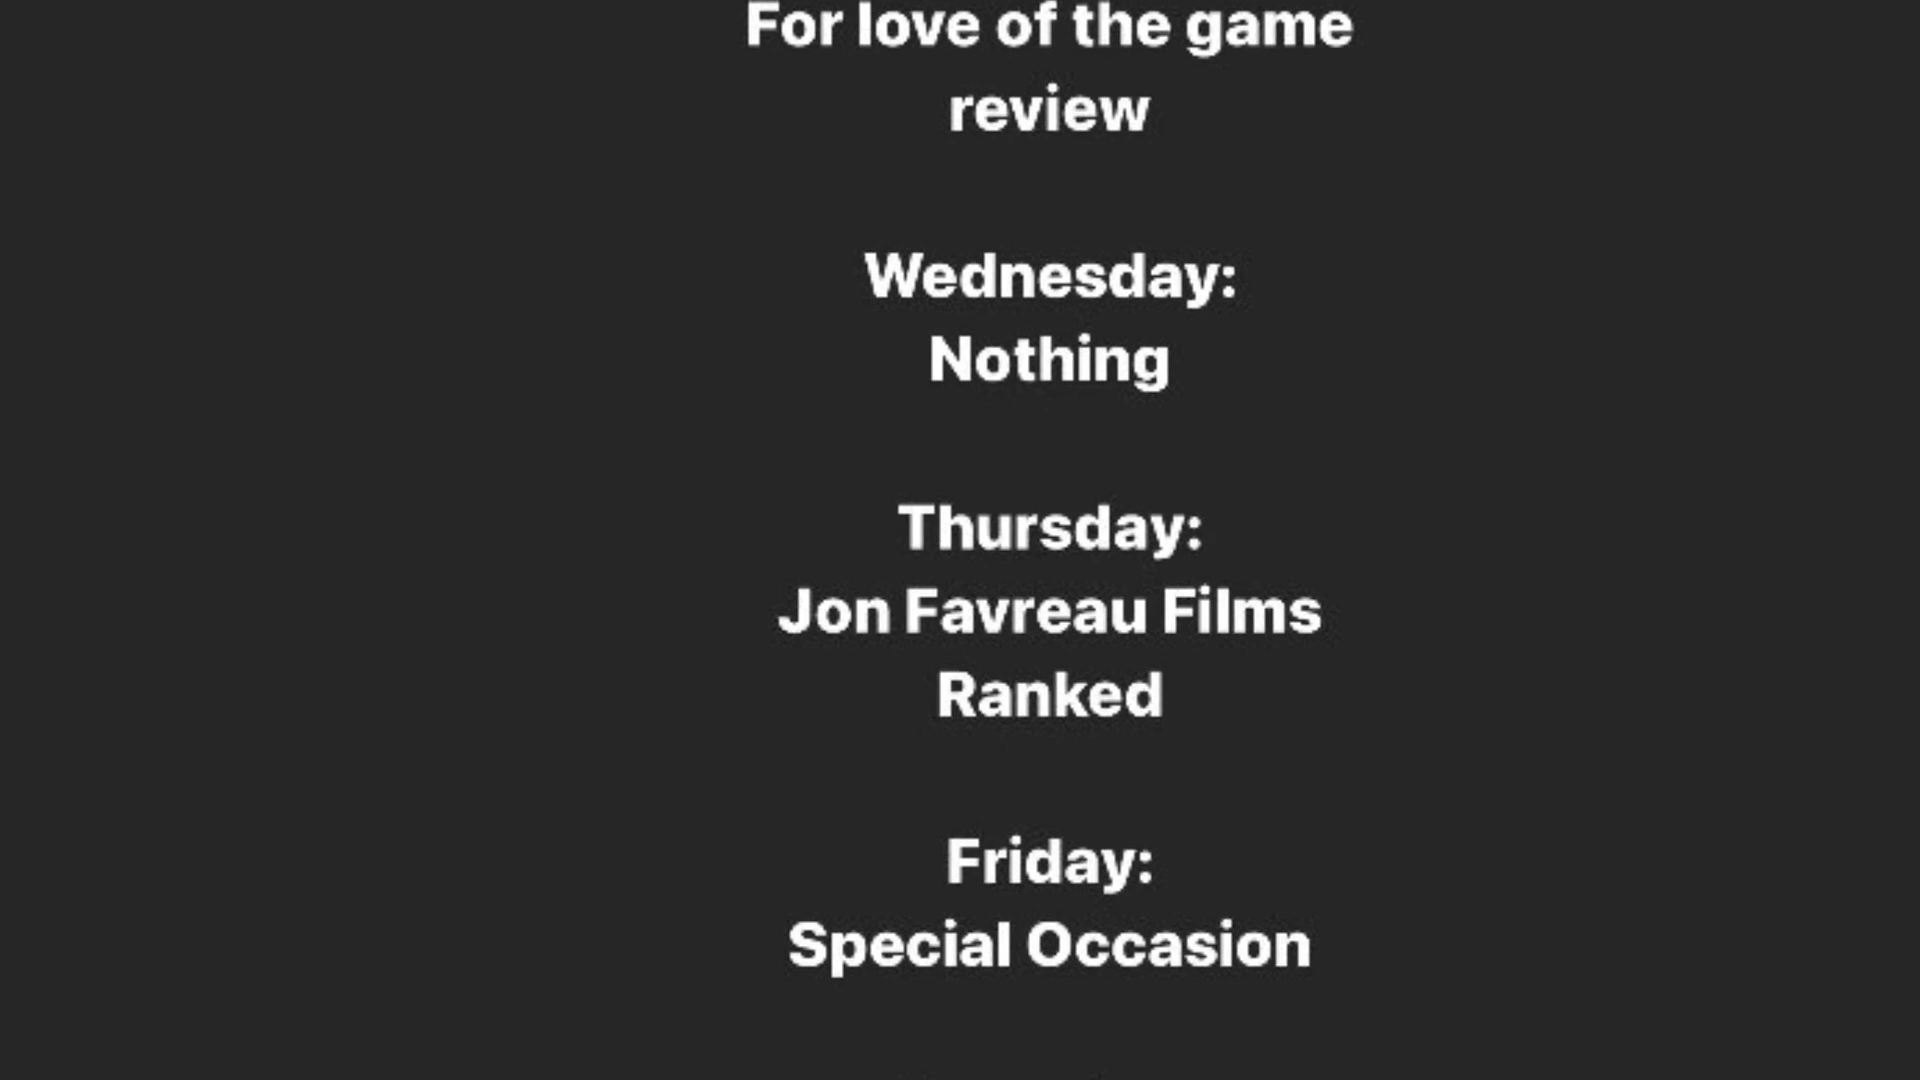 For love of the game
review
Wednesday:
Nothing
Thursday:
Jon Favreau Films
Ranked
Friday:
Special Occasion